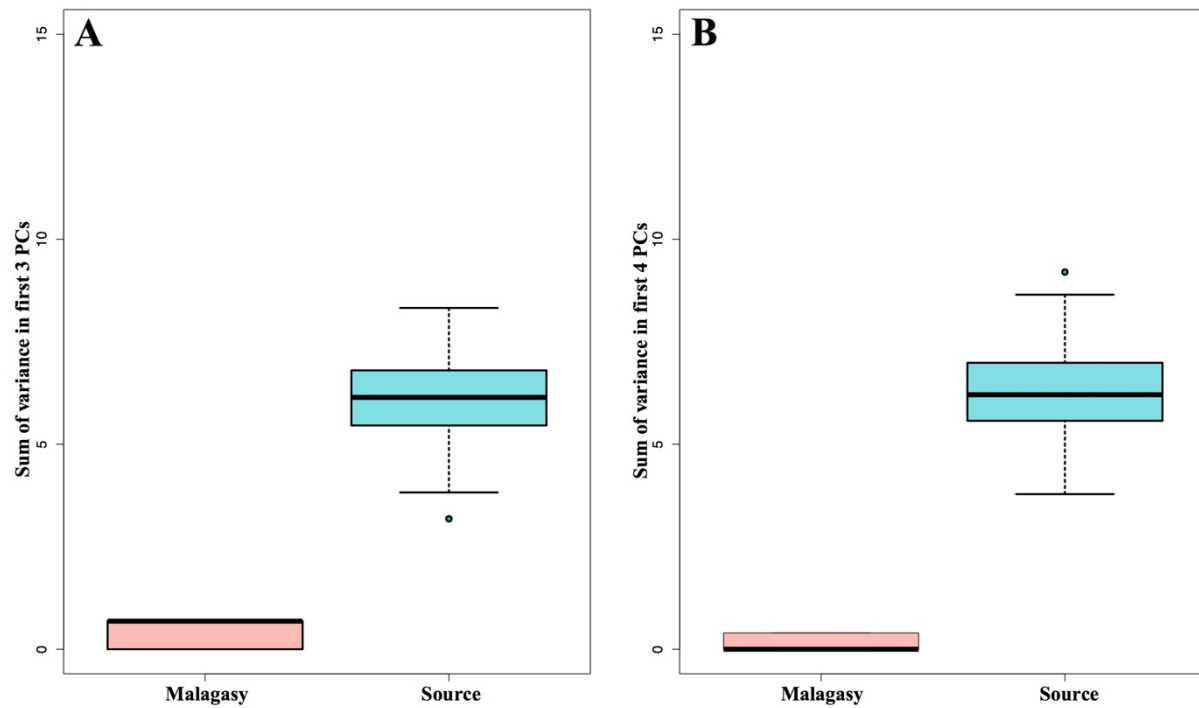 A
Sum of variance in first 3 PCs
15
10
5
0
Malagasy
Source
B
Sum of variance in first 4 PCs
15
10
5
0
Malagasy
Source